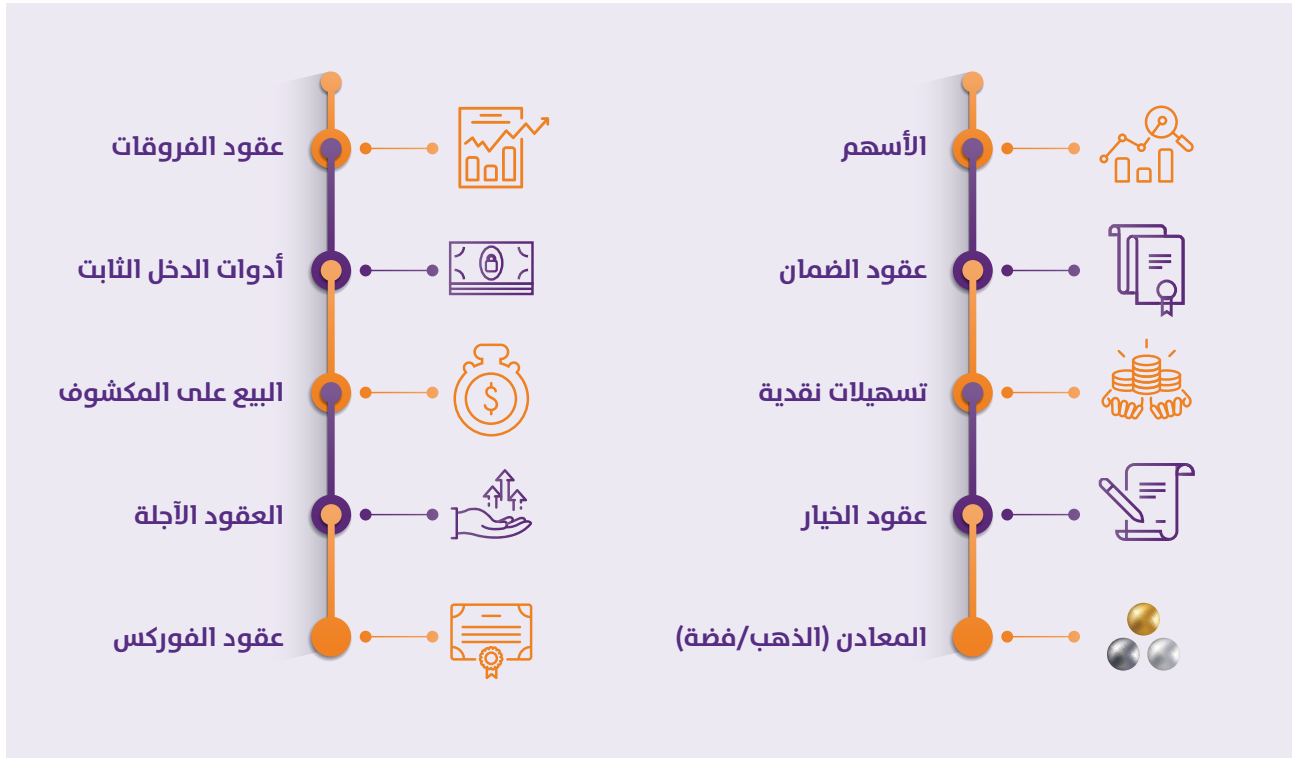 الأسهم
عقود الضمان
تسهيلات نقدية
عقود الخيار
المعادن (الذهب/فضة)
عقود الفروقات
أدوات الدخل الثابت
البيع على المكشوف
العقود الآجلة
عقود الفوركس